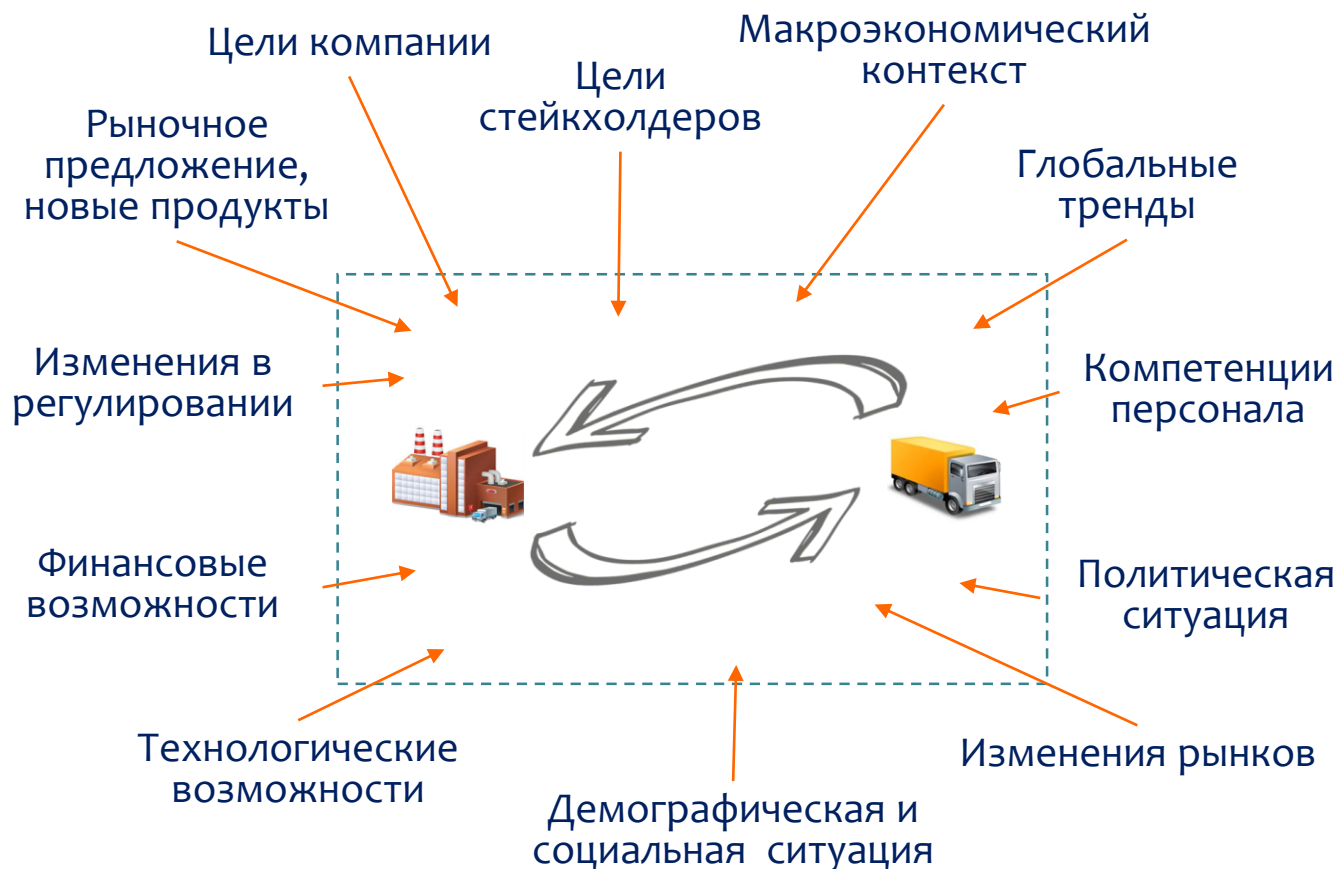 Цели компании
Макроэкономический
контекст
Цели
стейкхолдеров
Рыночное
предложение,
новые продукты
Глобальные
тренды
Изменения в
регулировании
Компетенции
персонала
Финансовые
возможности
Политическая
ситуация
Технологические
возможности
Изменения рынков
Демографическая и
социальная ситуация